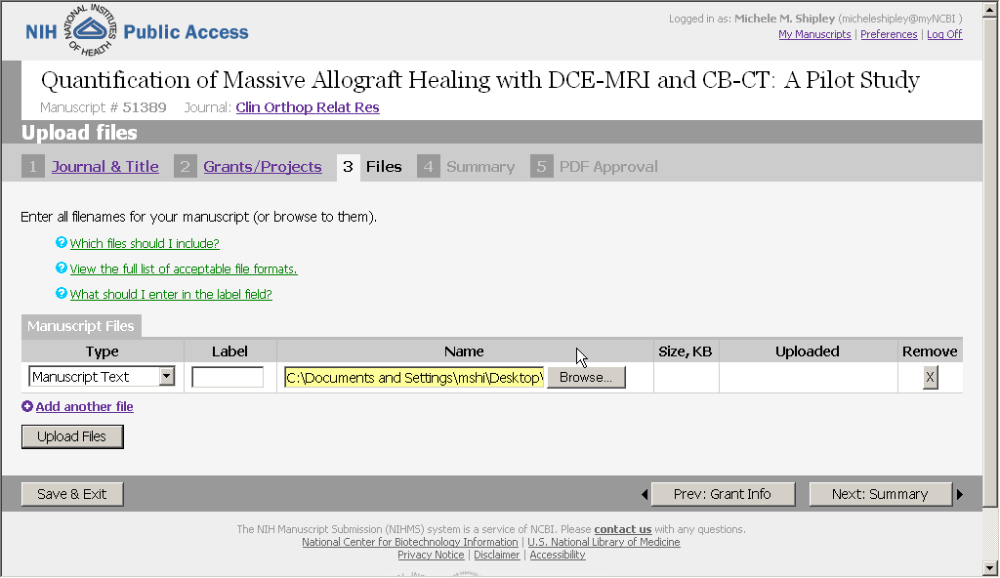 Logged in as: Michele M. Shipley (micheleshipley@myNCBI )
NIH NATIONAL INSTITUTES OF HEALTH Public Access
My Manuscripts | Preferences | Log Off
Quantification of Massive Allograft Healing with DCE-MRI and CB-CT: A Pilot Study
Manuscript # 51389 Journal: Clin Orthop Relat Res
Upload files
1 Journal & Title 2 Grants/Projects 3 Files 4 Summary 5 PDF Approval
Enter all filenames for your manuscript (or browse to them).
? Which files should I include?
? View the full list of acceptable file formats.
? What should I enter in the label field?
Manuscript Files
Type Label Name Size, KB Uploaded Remove
Manuscript Text C:\Documents and Settings\mshi\Desktop\ Browse... X
Add another file
Upload Files
Save & Exit Prev: Grant Info Next: Summary
The NIH Manuscript Submission (NIHMS) system is a service of NCBI. Please contact us with any questions.
National Center for Biotechnology Information | U.S. National Library of Medicine
Privacy Notice | Disclaimer | Accessibility